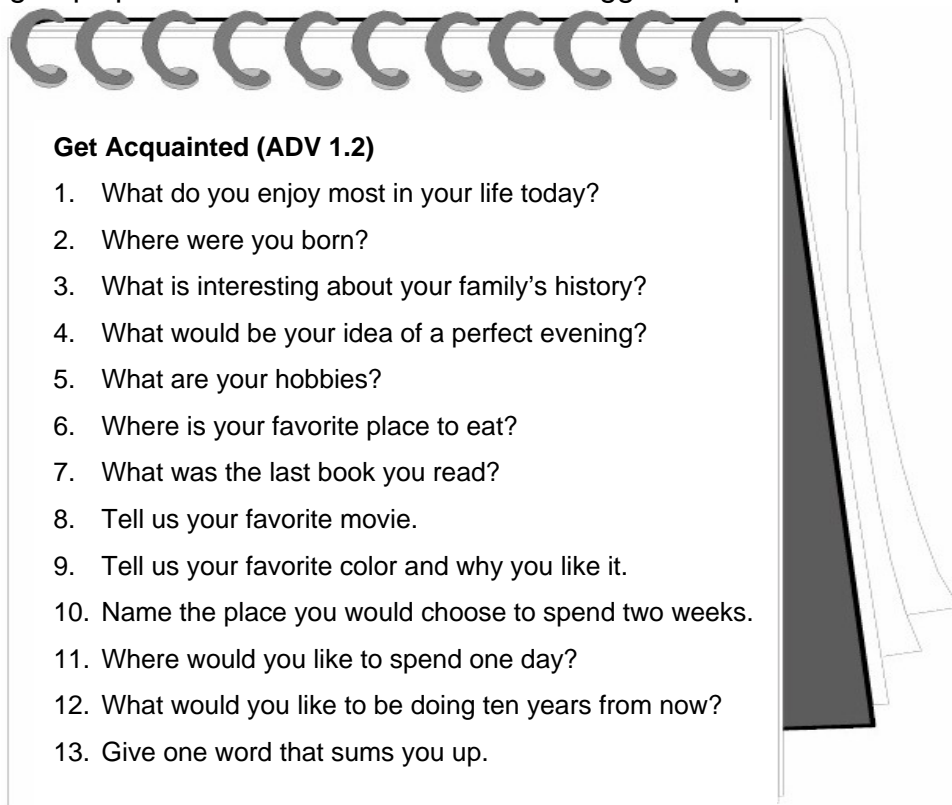 Get Acquainted (ADV 1.2)
1. What do you enjoy most in your life today?
2. Where were you born?
3. What is interesting about your family’s history?
4. What would be your idea of a perfect evening?
5. What are your hobbies?
6. Where is your favorite place to eat?
7. What was the last book you read?
8. Tell us your favorite movie.
9. Tell us your favorite color and why you like it.
10. Name the place you would choose to spend two weeks.
11. Where would you like to spend one day?
12. What would you like to be doing ten years from now?
13. Give one word that sums you up.